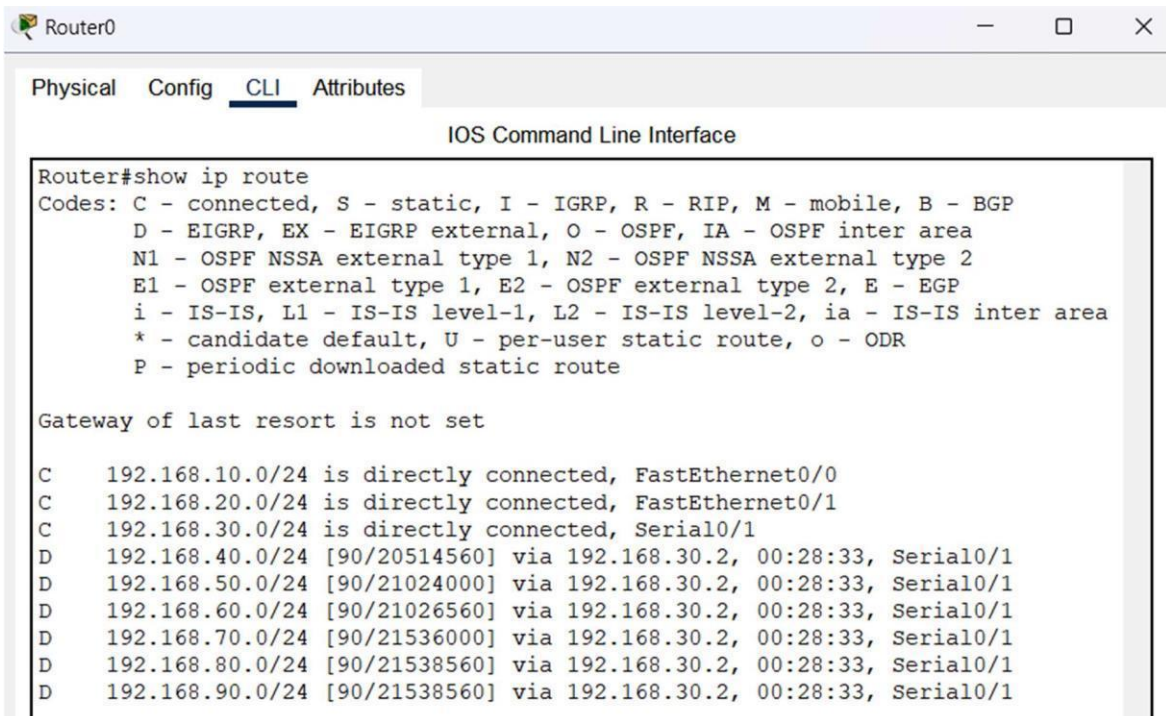 Router0
Physical Config CLI Attributes
IOS Command Line Interface
Router#show ip route
Codes: C - connected, S - static, I - IGRP, R - RIP, M - mobile, B - BGP
       D - EIGRP, EX - EIGRP external, O - OSPF, IA - OSPF inter area
       N1 - OSPF NSSA external type 1, N2 - OSPF NSSA external type 2
       E1 - OSPF external type 1, E2 - OSPF external type 2, E - EGP
       i - IS-IS, L1 - IS-IS level-1, L2 - IS-IS level-2, ia - IS-IS inter area
       * - candidate default, U - per-user static route, o - ODR
       P - periodic downloaded static route
Gateway of last resort is not set
C    192.168.10.0/24 is directly connected, FastEthernet0/0
C    192.168.20.0/24 is directly connected, FastEthernet0/1
C    192.168.30.0/24 is directly connected, Serial0/1
D    192.168.40.0/24 [90/20514560] via 192.168.30.2, 00:28:33, Serial0/1
D    192.168.50.0/24 [90/21024000] via 192.168.30.2, 00:28:33, Serial0/1
D    192.168.60.0/24 [90/21026560] via 192.168.30.2, 00:28:33, Serial0/1
D    192.168.70.0/24 [90/21536000] via 192.168.30.2, 00:28:33, Serial0/1
D    192.168.80.0/24 [90/21538560] via 192.168.30.2, 00:28:33, Serial0/1
D    192.168.90.0/24 [90/21538560] via 192.168.30.2, 00:28:33, Serial0/1